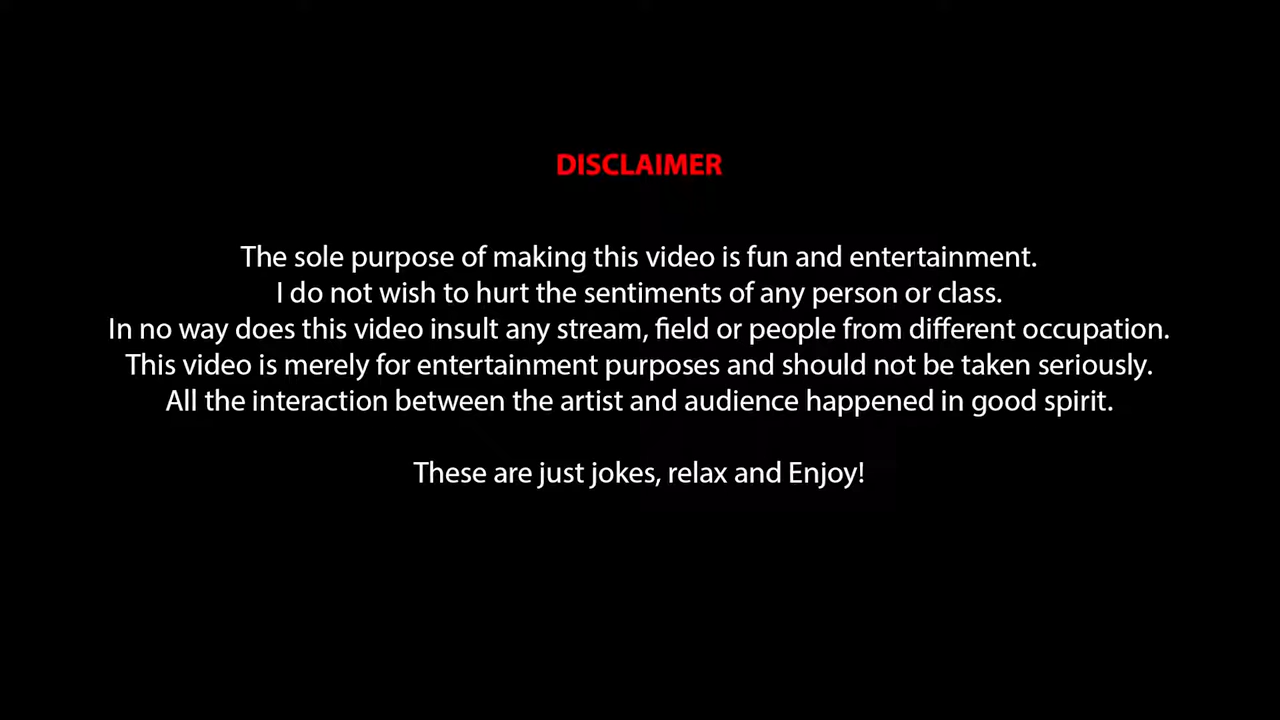 DISCLAIMER
The sole purpose of making this video is fun and entertainment.
I do not wish to hurt the sentiments of any person or class.
In no way does this video insult any stream, field or people from different occupation.
This video is merely for entertainment purposes and should not be taken seriously.
All the interaction between the artist and audience happened in good spirit.
These are just jokes, relax and Enjoy!